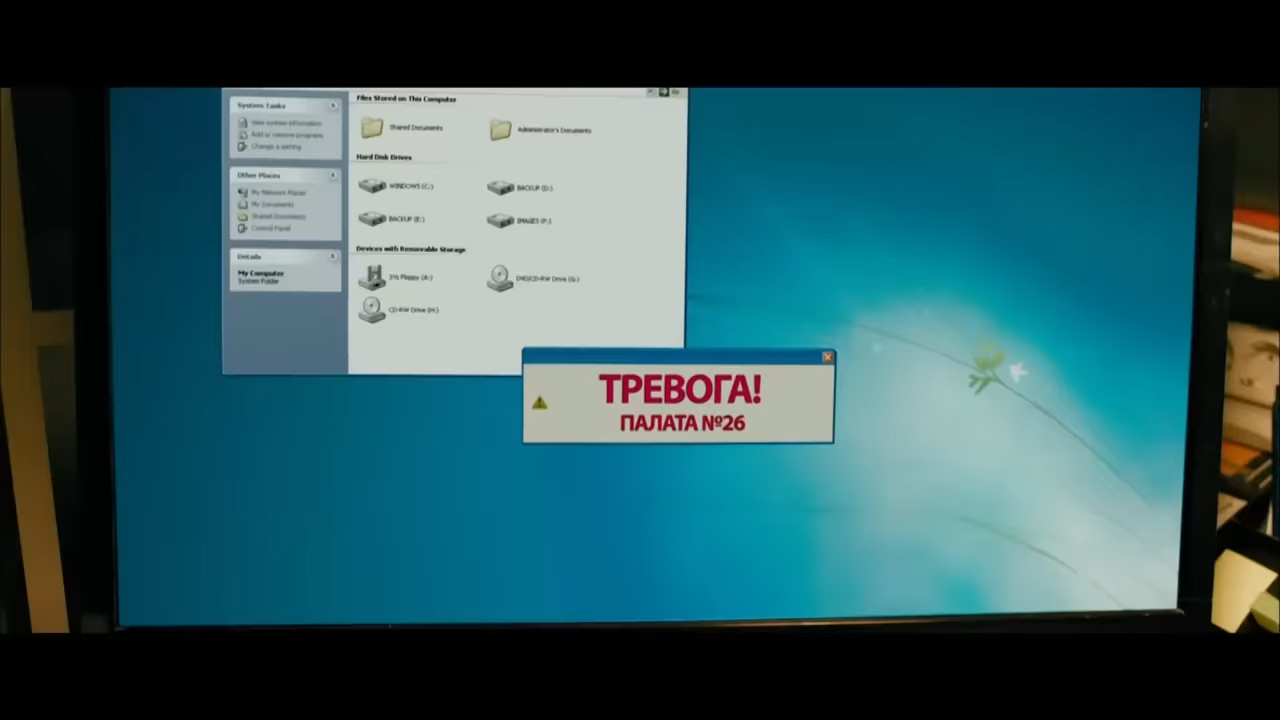 Files Stored on This Computer
System Tasks
View system information
Add or remove programs
Change a setting
Shared Documents
Administrator's Documents
Hard Disk Drives
Other Places
My Network Places
My Documents
Shared Documents
Control Panel
WINDOWS (C:)
BACKUP (D:)
BACKUP (E:)
IMAGES (F:)
Details
My Computer
System Folder
Devices with Removable Storage
3½ Floppy (A:)
DVD/CD-RW Drive (G:)
CD-RW Drive (H:)
ТРЕВОГА!
ПАЛАТА №26